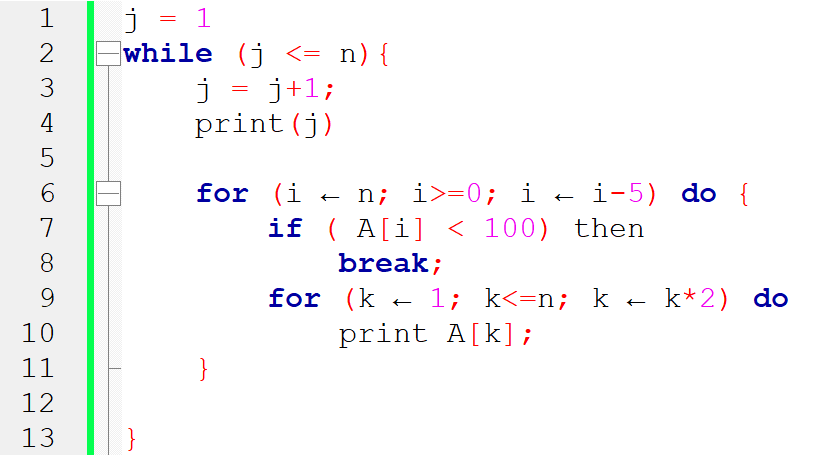 1 j = 1
2 while (j <= n){
3 j = j+1;
4 print(j)
5
6 for (i ← n; i>=0; i ← i-5) do {
7 if ( A[i] < 100) then
8 break;
9 for (k ← 1; k<=n; k ← k*2) do
10 print A[k];
11 }
12
13 }